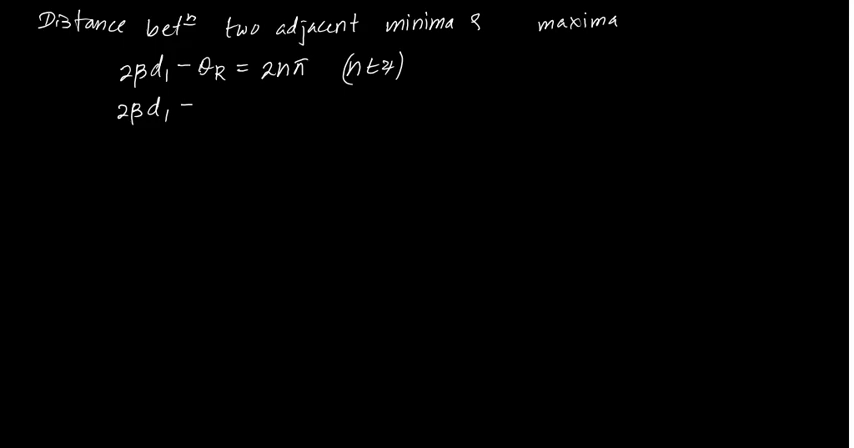 Distance betⁿ two adjacent minima & maxima
2βd₁ - θ_R = 2nπ (n∈Z)
2βd₁ -